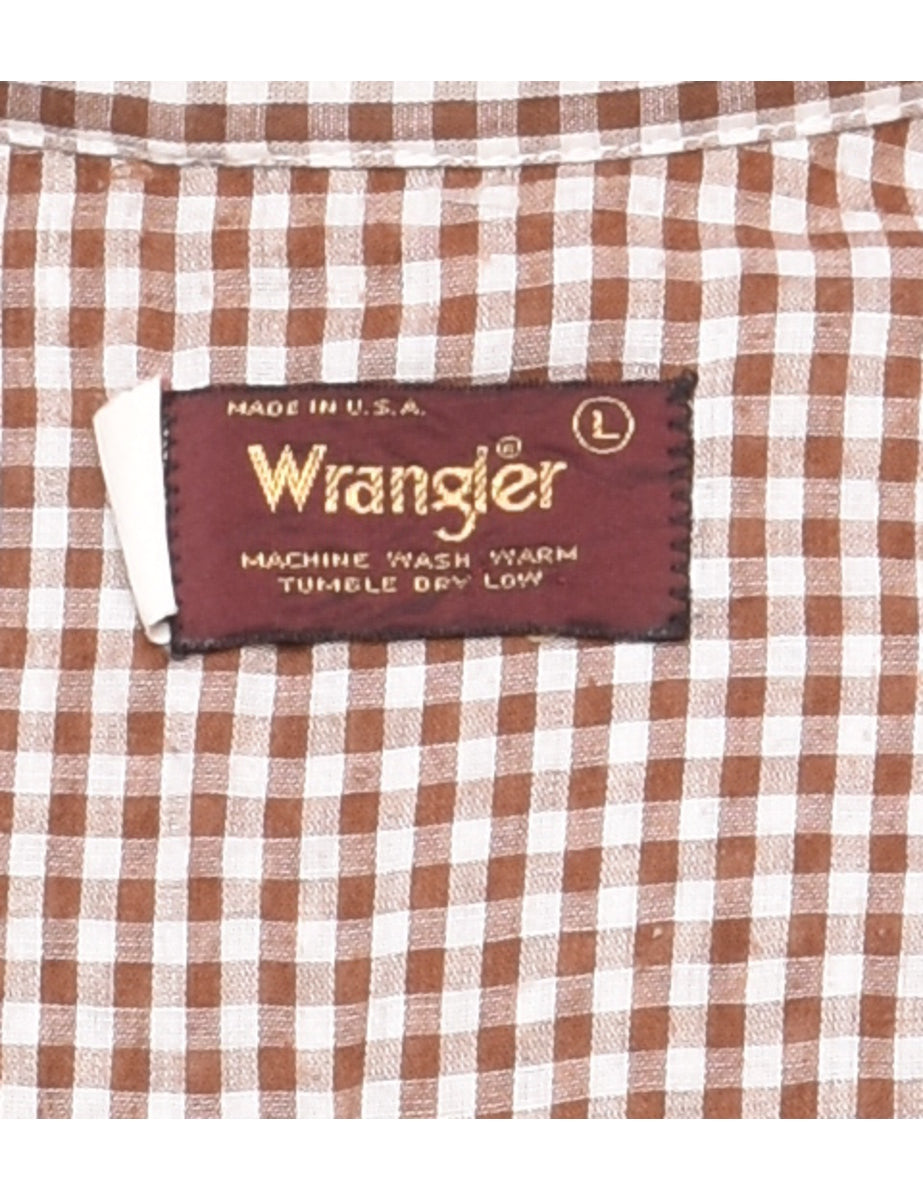 MADE IN U.S.A.
L
Wrangler®
MACHINE WASH WARM
TUMBLE DRY LOW